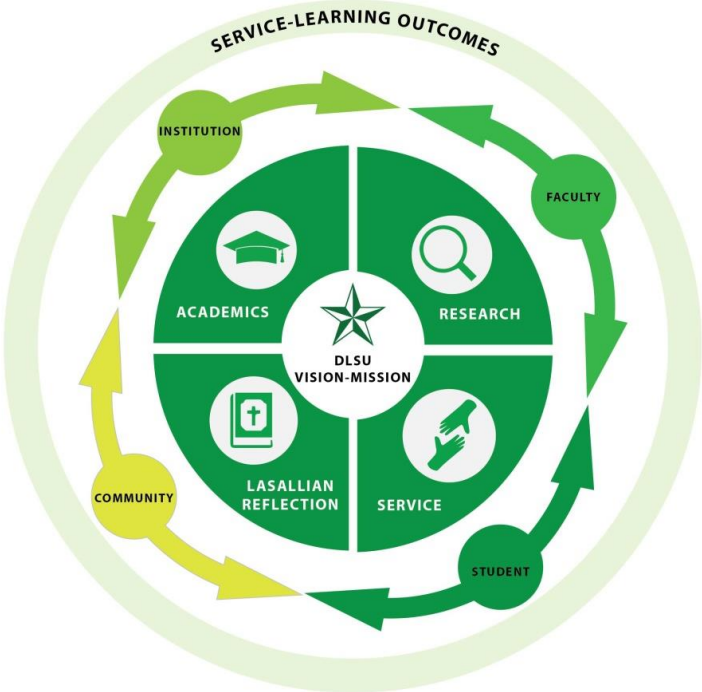 SERVICE-LEARNING OUTCOMES
INSTITUTION
FACULTY
ACADEMICS
RESEARCH
DLSU
VISION-MISSION
LASALLIAN
REFLECTION
SERVICE
COMMUNITY
STUDENT